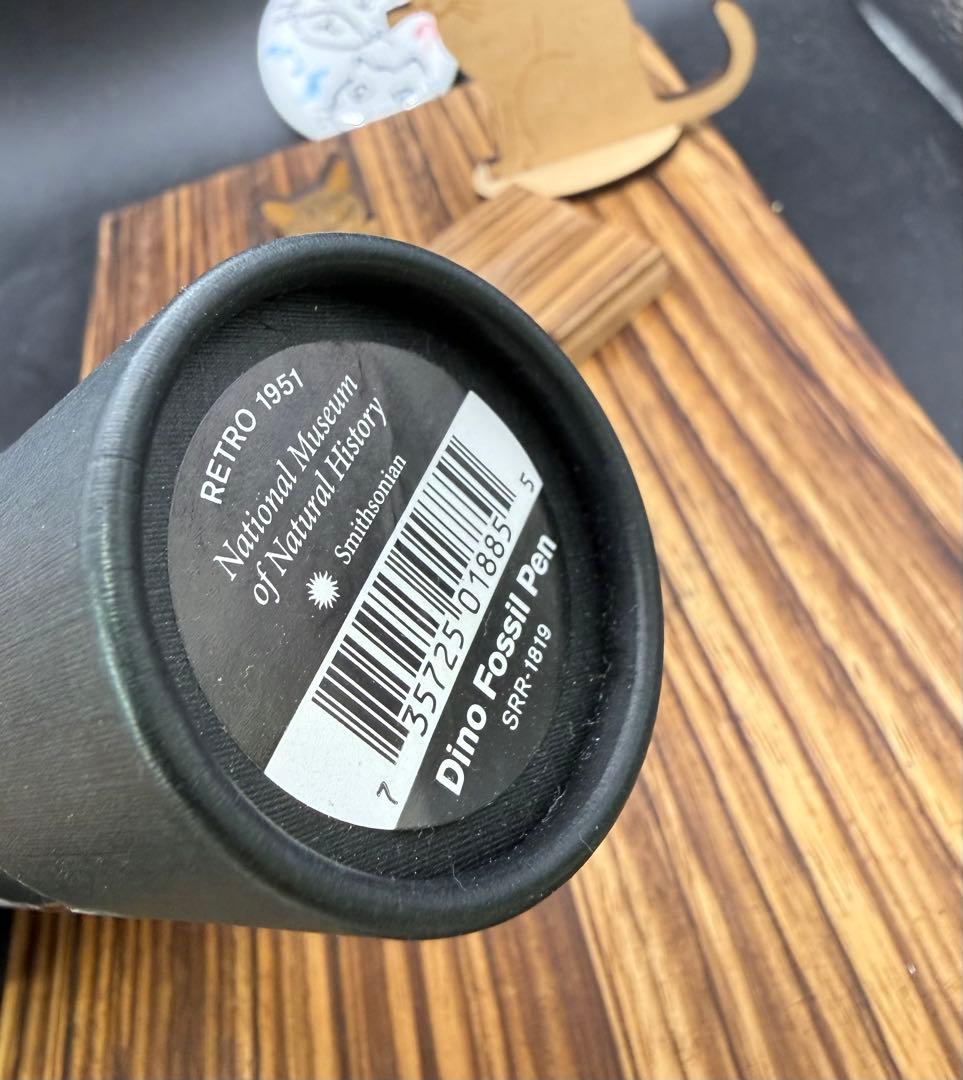 RETRO 1951
National Museum
of Natural History
Smithsonian
7 35725 01885 5
Dino Fossil Pen
SRR-1819